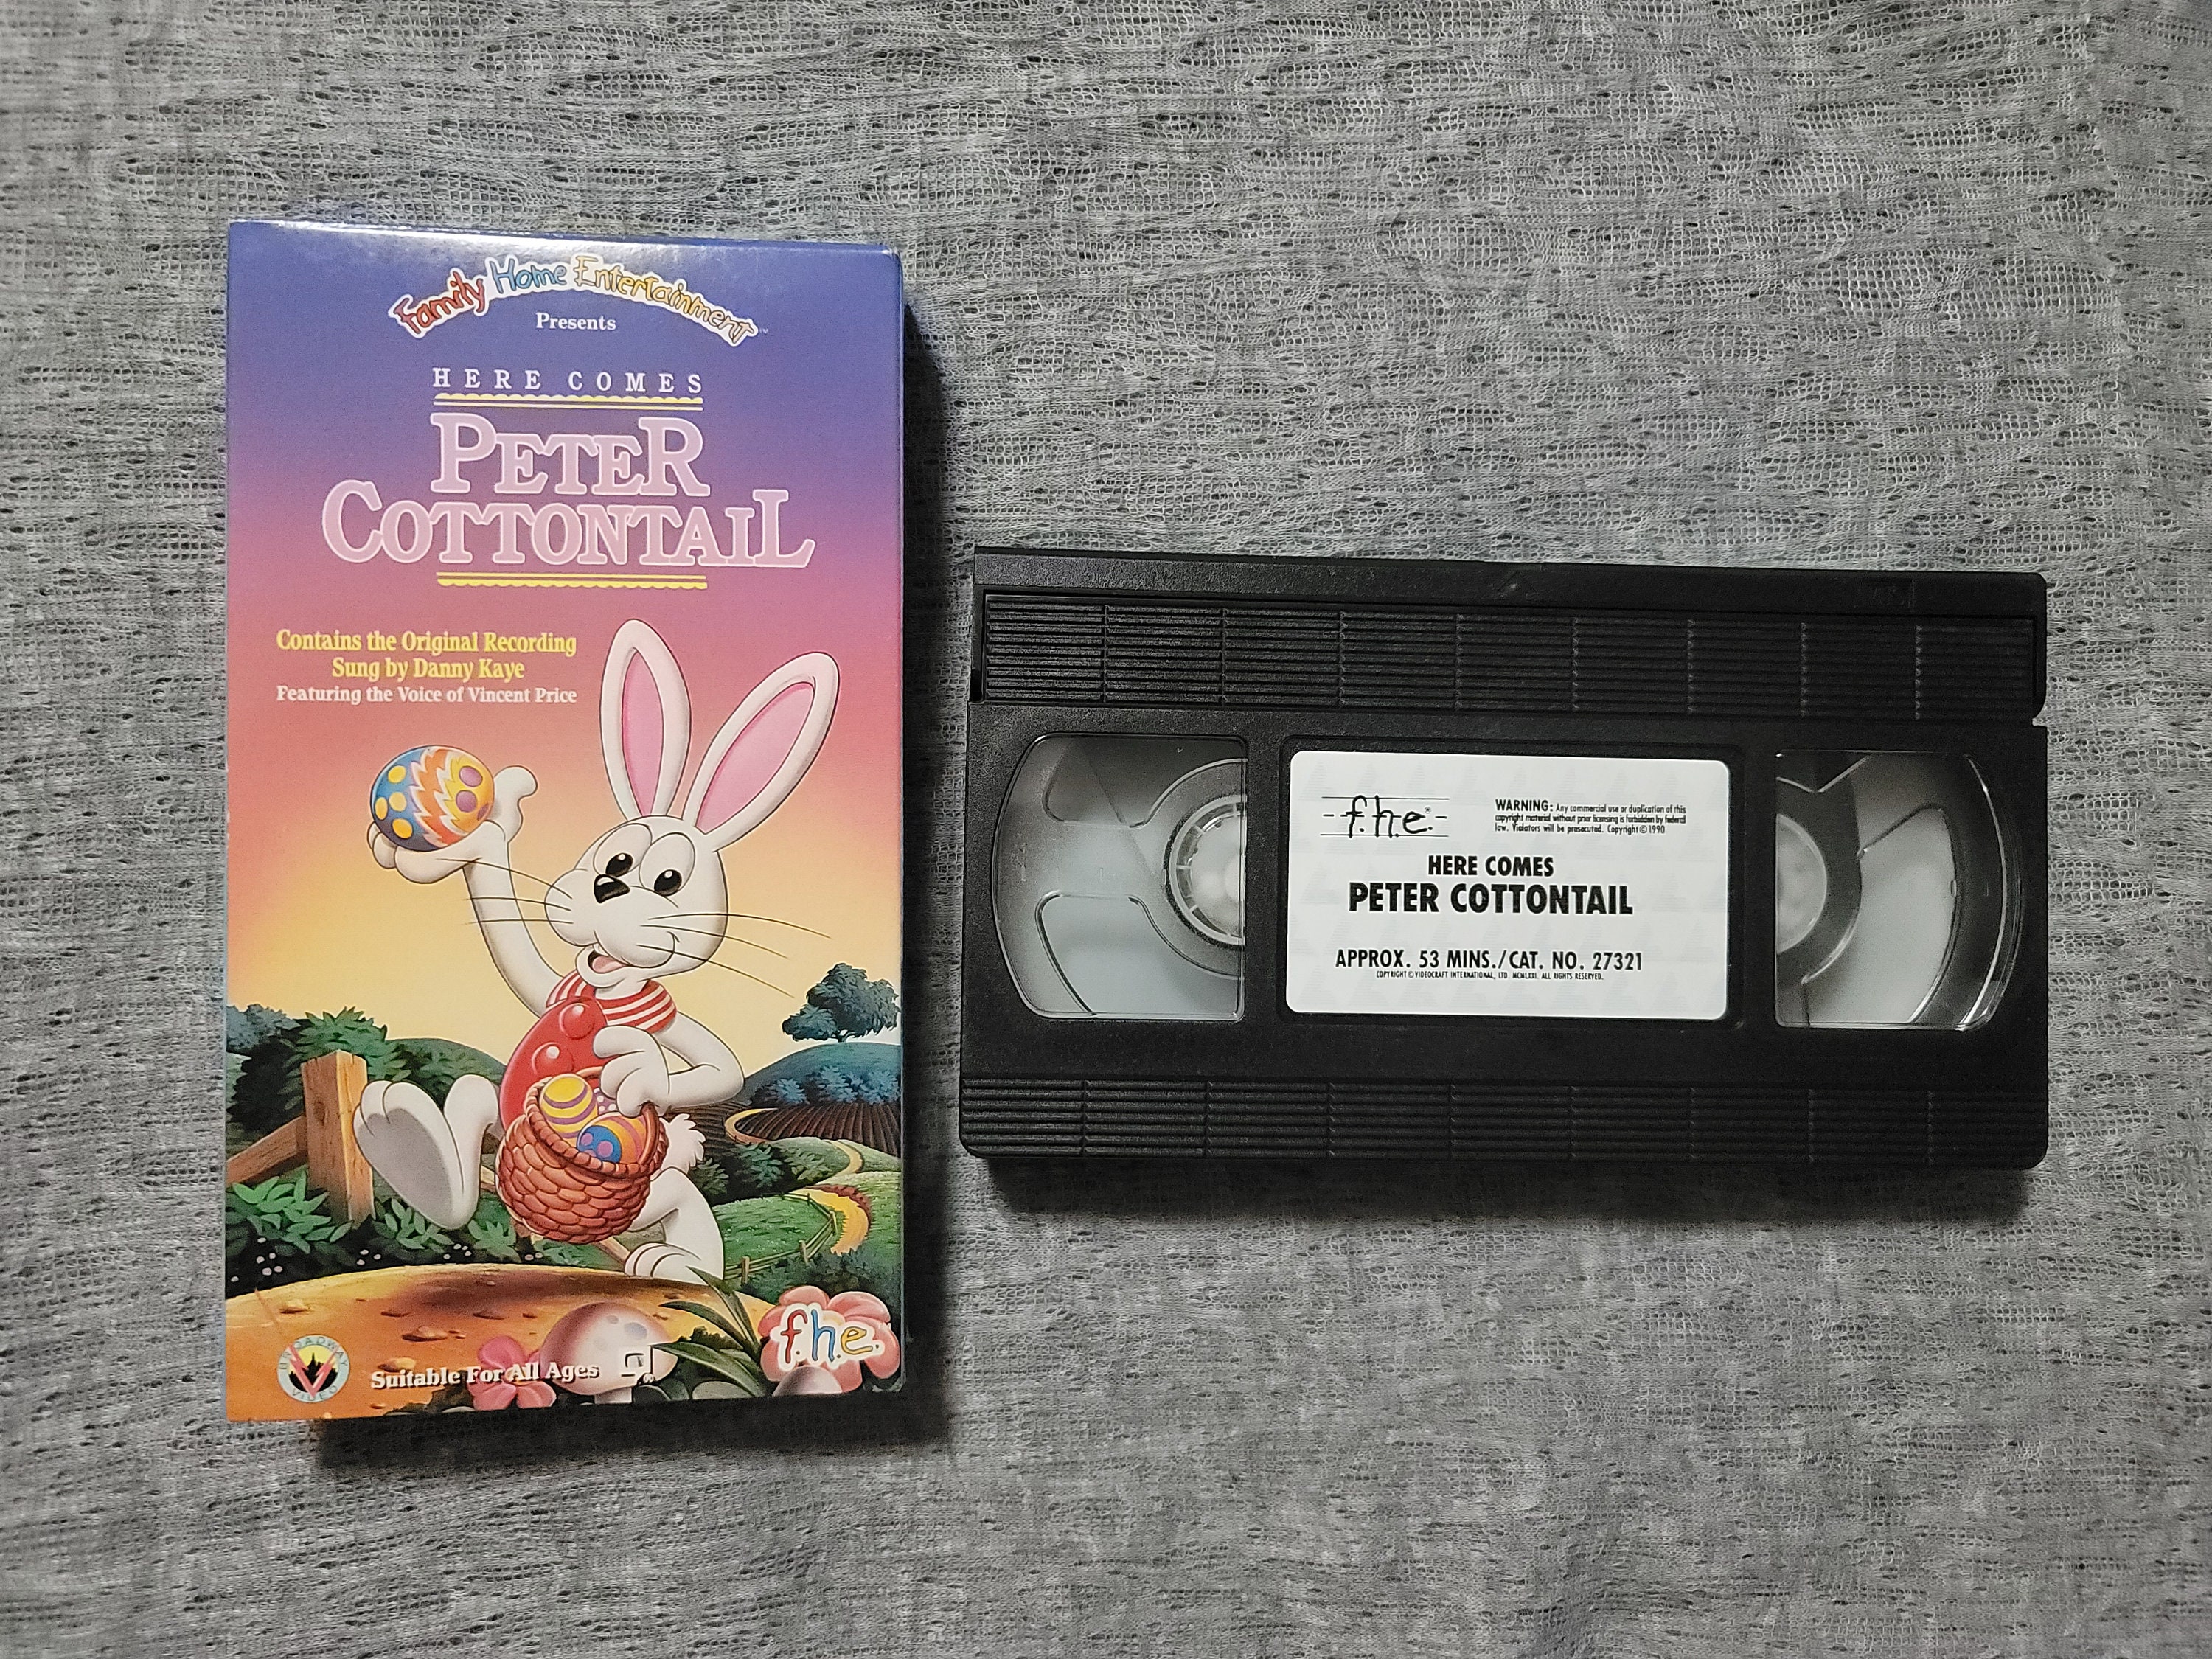 Family Home Entertainment™
Presents
HERE COMES
PETER
COTTONTAIL
Contains the Original Recording
Sung by Danny Kaye
Featuring the Voice of Vincent Price
BROADWAY
VIDEO
Suitable For All Ages
f.h.e.
f.h.e.®
WARNING: Any commercial use or duplication of this
copyright material without prior licensing is forbidden by federal
law. Violators will be prosecuted. Copyright © 1990
HERE COMES
PETER COTTONTAIL
APPROX. 53 MINS./CAT. NO. 27321
COPYRIGHT © VIDEOCRAFT INTERNATIONAL, LTD. MCMLXXI. ALL RIGHTS RESERVED.